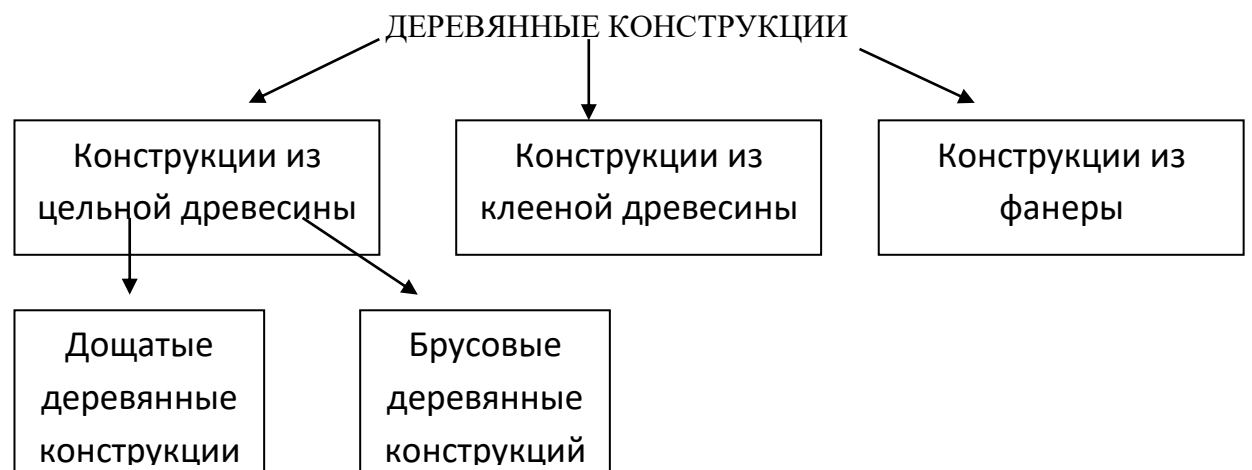 ДЕРЕВЯННЫЕ КОНСТРУКЦИИ
Конструкции из
цельной древесины
Конструкции из
клееной древесины
Конструкции из
фанеры
Дощатые
деревянные
конструкции
Брусовые
деревянные
конструкций